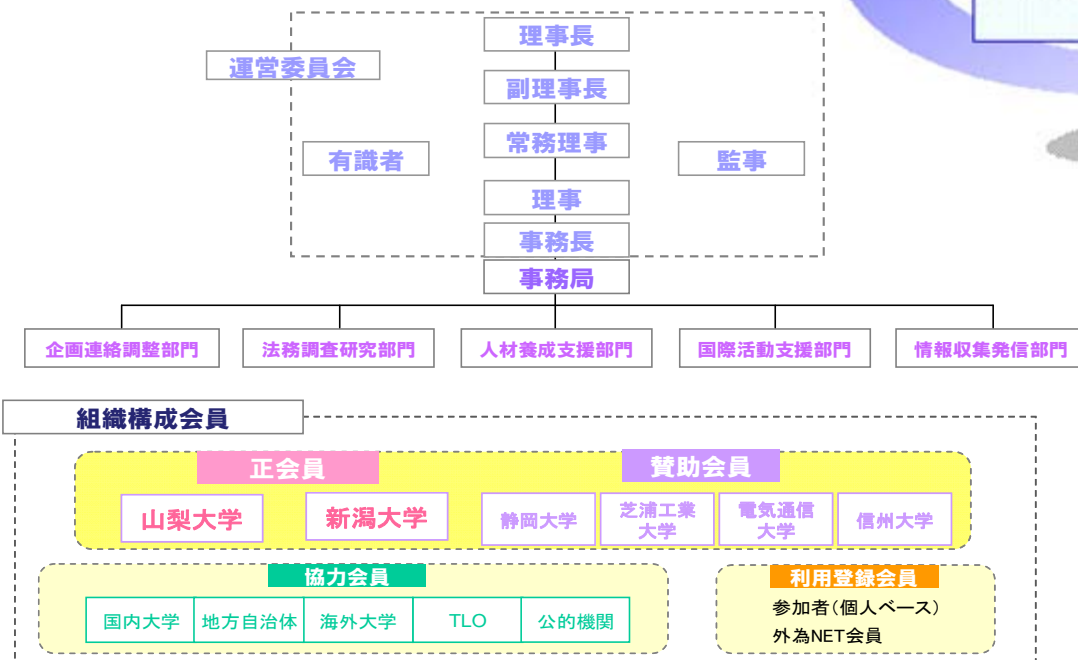 理事長
運営委員会
副理事長
常務理事
有識者
監事
理事
事務長
事務局
企画連絡調整部門
法務調査研究部門
人材養成支援部門
国際活動支援部門
情報収集発信部門
組織構成会員
正会員
賛助会員
山梨大学
新潟大学
静岡大学
芝浦工業
大学
電気通信
大学
信州大学
協力会員
国内大学
地方自治体
海外大学
TLO
公的機関
利用登録会員
参加者(個人ベース)
外為NET会員